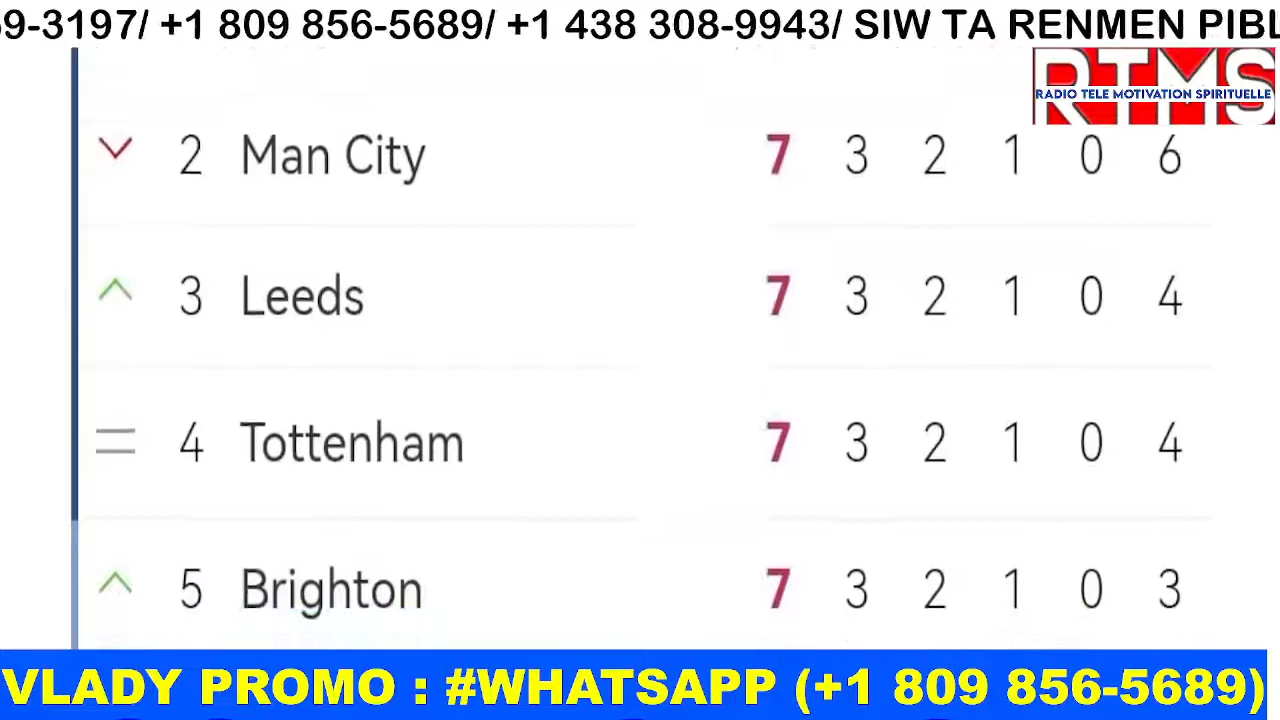 9-3197/ +1 809 856-5689/ +1 438 308-9943/ SIW TA RENMEN PIBL
RTMS
RADIO TELE MOTIVATION SPIRITUELLE
2 Man City 7 3 2 1 0 6
3 Leeds 7 3 2 1 0 4
4 Tottenham 7 3 2 1 0 4
5 Brighton 7 3 2 1 0 3
VLADY PROMO : #WHATSAPP (+1 809 856-5689)